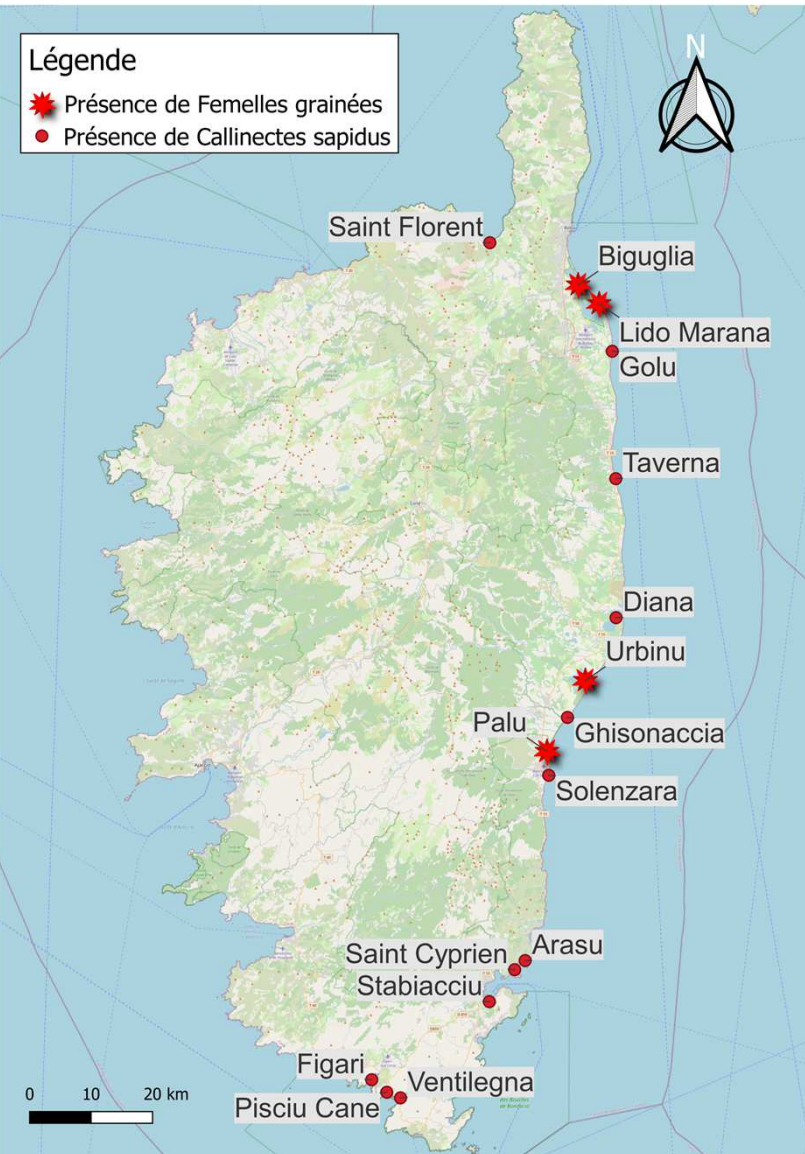 Légende
Présence de Femelles grainées
Présence de Callinectes sapidus
N
Saint Florent
Biguglia
Lido Marana
Golu
Taverna
Diana
Urbinu
Palu
Ghisonaccia
Solenzara
Arasu
Saint Cyprien
Stabiacciu
Figari
Ventilegna
Pisciu Cane
0 10 20 km